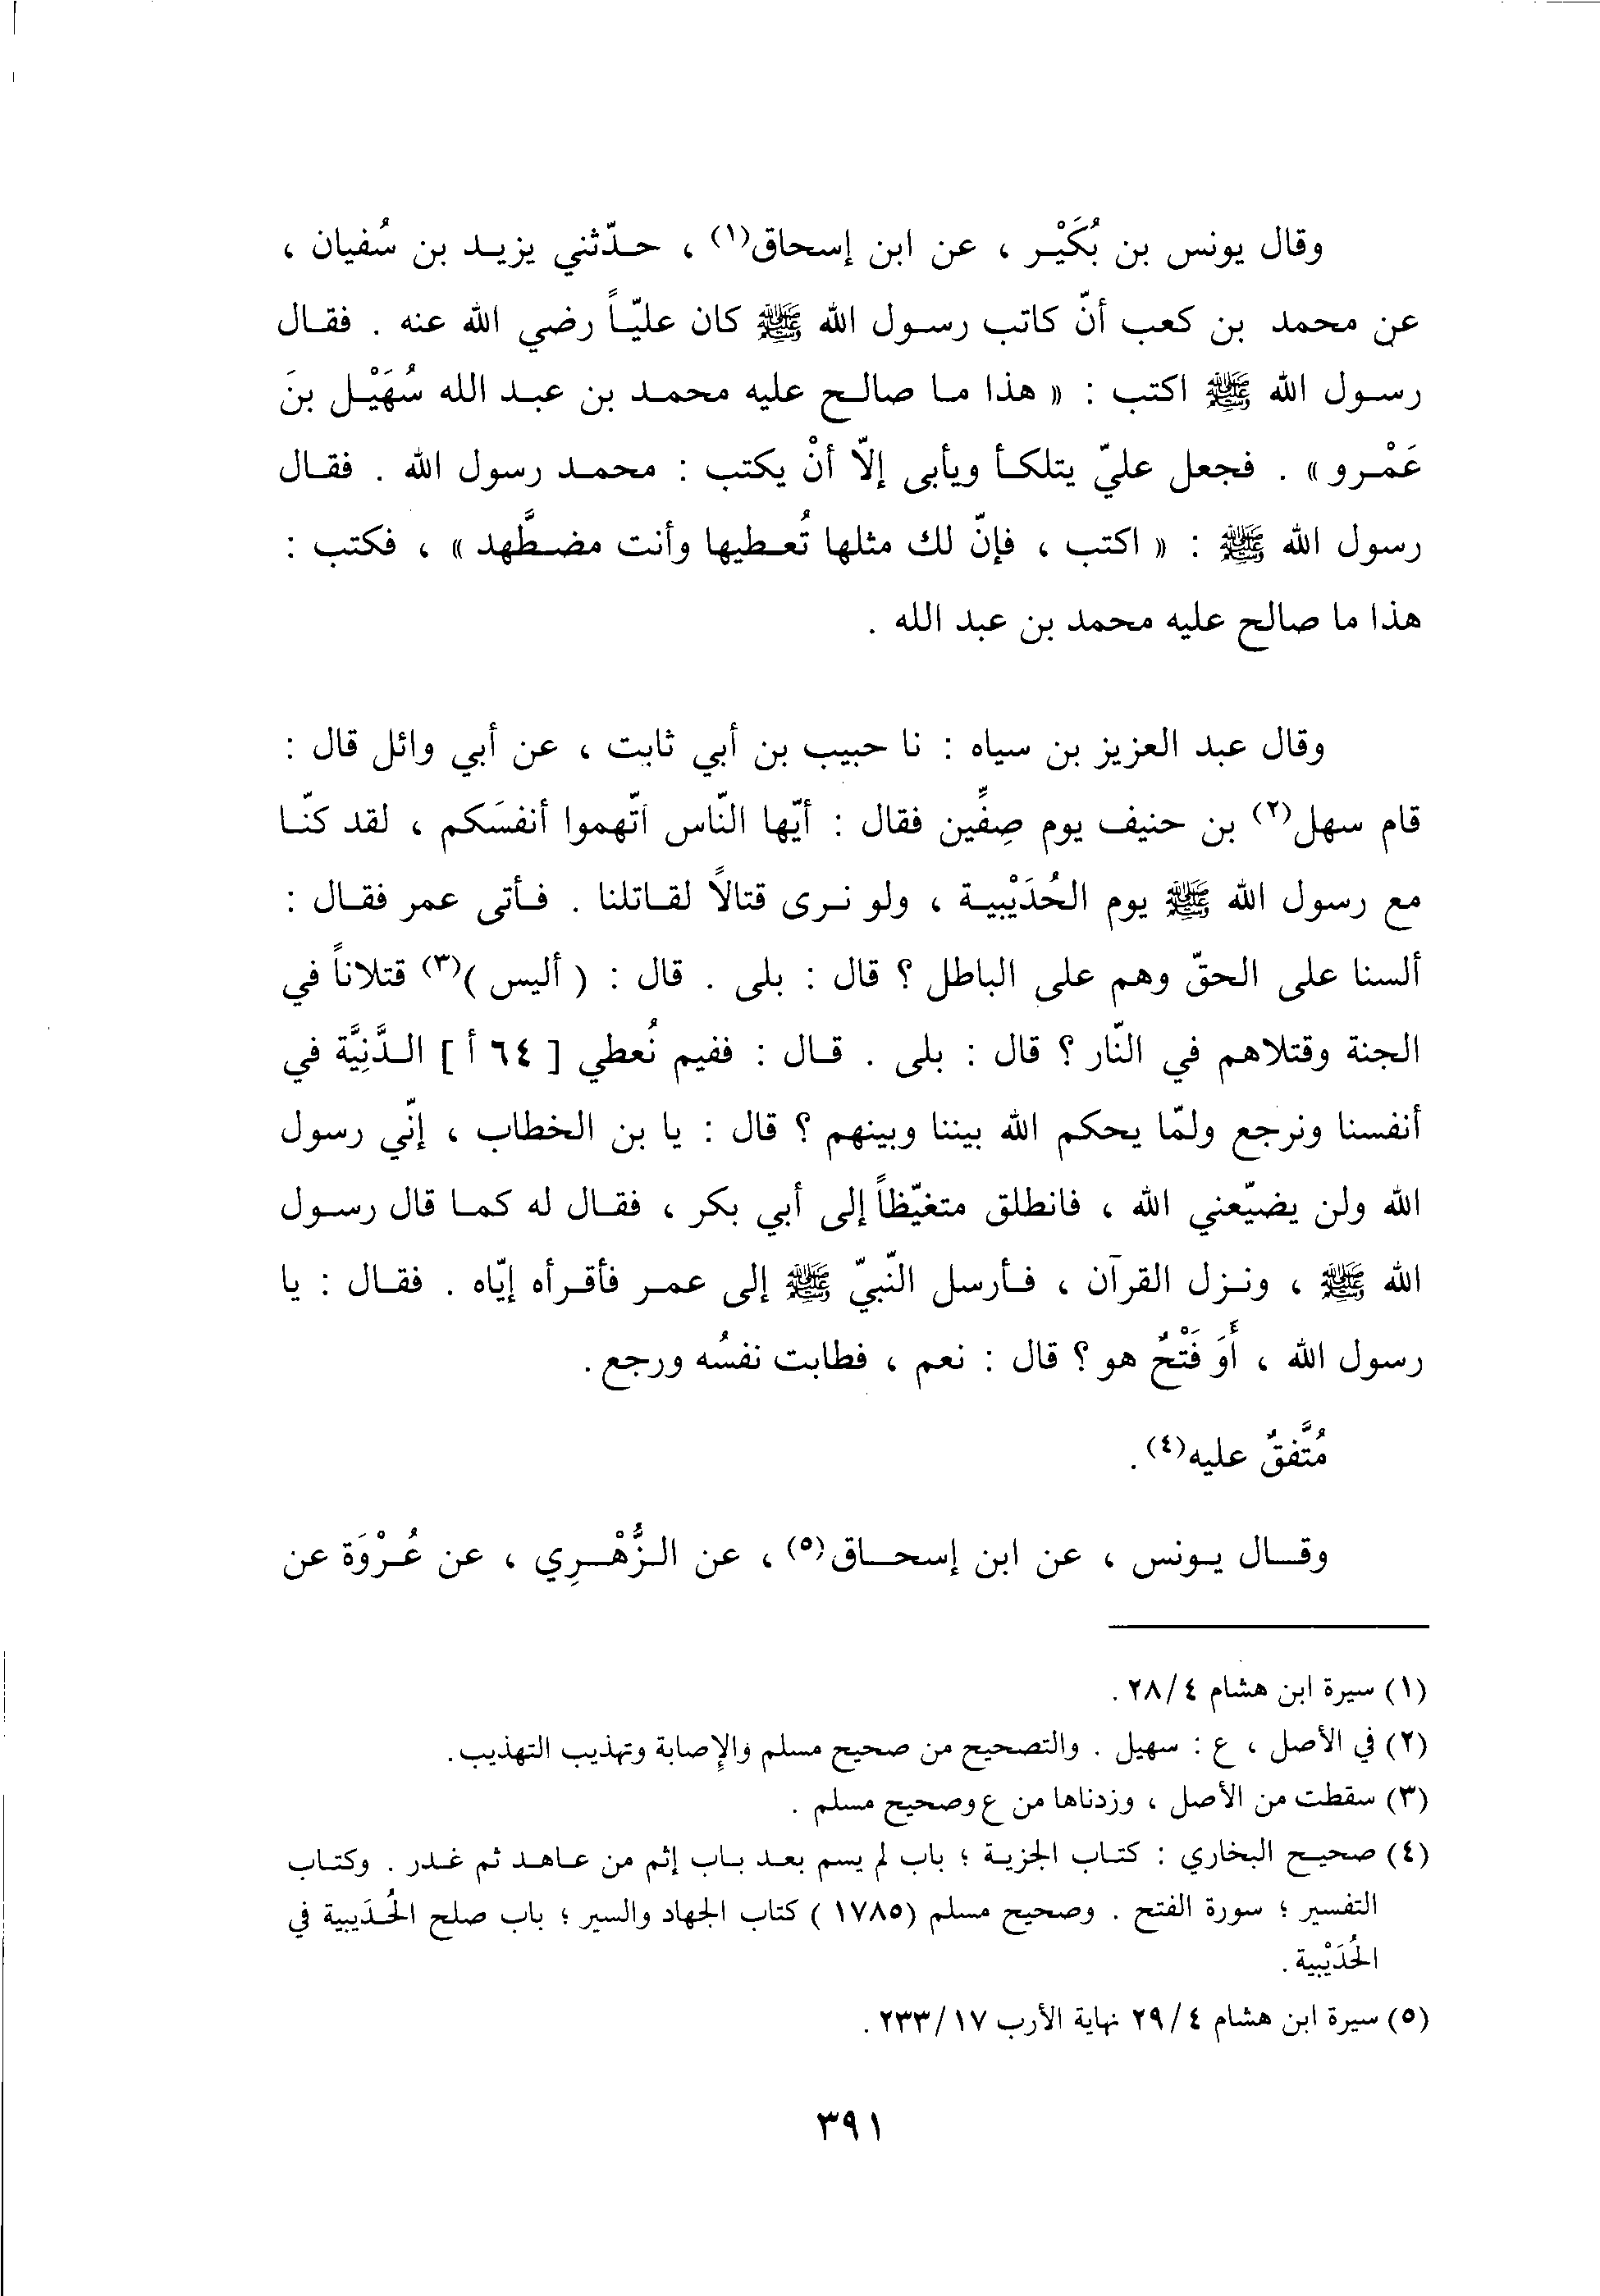 وقال يونس بن بُكَيْر ، عن ابن إسحاق(١) ، حدّثني يزيد بن سُفيان ،
عن محمد بن كعب أنّ كاتب رسول الله ﷺ كان عليّاً رضي الله عنه . فقال
رسول الله ﷺ اكتب : « هذا ما صالح عليه محمد بن عبد الله سُهَيْل بنَ
عَمْرو » . فجعل عليّ يتلكأ ويأبى إلاّ أنْ يكتب : محمد رسول الله . فقال
رسول الله ﷺ : « اكتب ، فإنّ لك مثلها تُعطيها وأنت مضطَّهد » ، فكتب :
هذا ما صالح عليه محمد بن عبد الله .
وقال عبد العزيز بن سياه : نا حبيب بن أبي ثابت ، عن أبي وائل قال :
قام سهل(٢) بن حنيف يوم صِفِّين فقال : أيّها النّاس اتّهموا أنفسَكم ، لقد كنّا
مع رسول الله ﷺ يوم الحُدَيْبية ، ولو نرى قتالاً لقاتلنا . فأتى عمر فقال :
ألسنا على الحقّ وهم على الباطل ؟ قال : بلى . قال : ( أليس )(٣) قتلاناً في
الجنة وقتلاهم في النّار ؟ قال : بلى . قال : ففيم نُعطي [ ٦٤ أ ] الدَّنِيَّة في
أنفسنا ونرجع ولمّا يحكم الله بيننا وبينهم ؟ قال : يا بن الخطاب ، إنّي رسول
الله ولن يضيّعني الله ، فانطلق متغيّظاً إلى أبي بكر ، فقال له كما قال رسول
الله ﷺ ، ونزل القرآن ، فأرسل النّبيّ ﷺ إلى عمر فأقرأه إيّاه . فقال : يا
رسول الله ، أَوَ فَتْحٌ هو ؟ قال : نعم ، فطابت نفسُه ورجع .
مُتَّفقٌ عليه(٤) .
وقال يونس ، عن ابن إسحاق(٥) ، عن الزُّهْرِي ، عن عُرْوَة عن
(١) سيرة ابن هشام ٢٨/٤ .
(٢) في الأصل ، ع : سهيل . والتصحيح من صحيح مسلم والإصابة وتهذيب التهذيب .
(٣) سقطت من الأصل ، وزدناها من ع وصحيح مسلم .
(٤) صحيح البخاري : كتاب الجزية ؛ باب لم يسم بعد باب إثم من عاهد ثم غدر . وكتاب
التفسير ؛ سورة الفتح . وصحيح مسلم (١٧٨٥ ) كتاب الجهاد والسير ؛ باب صلح الحُدَيبية في
الحُدَيْبية .
(٥) سيرة ابن هشام ٢٩/٤ نهاية الأرب ٢٣٣/١٧ .
٣٩١